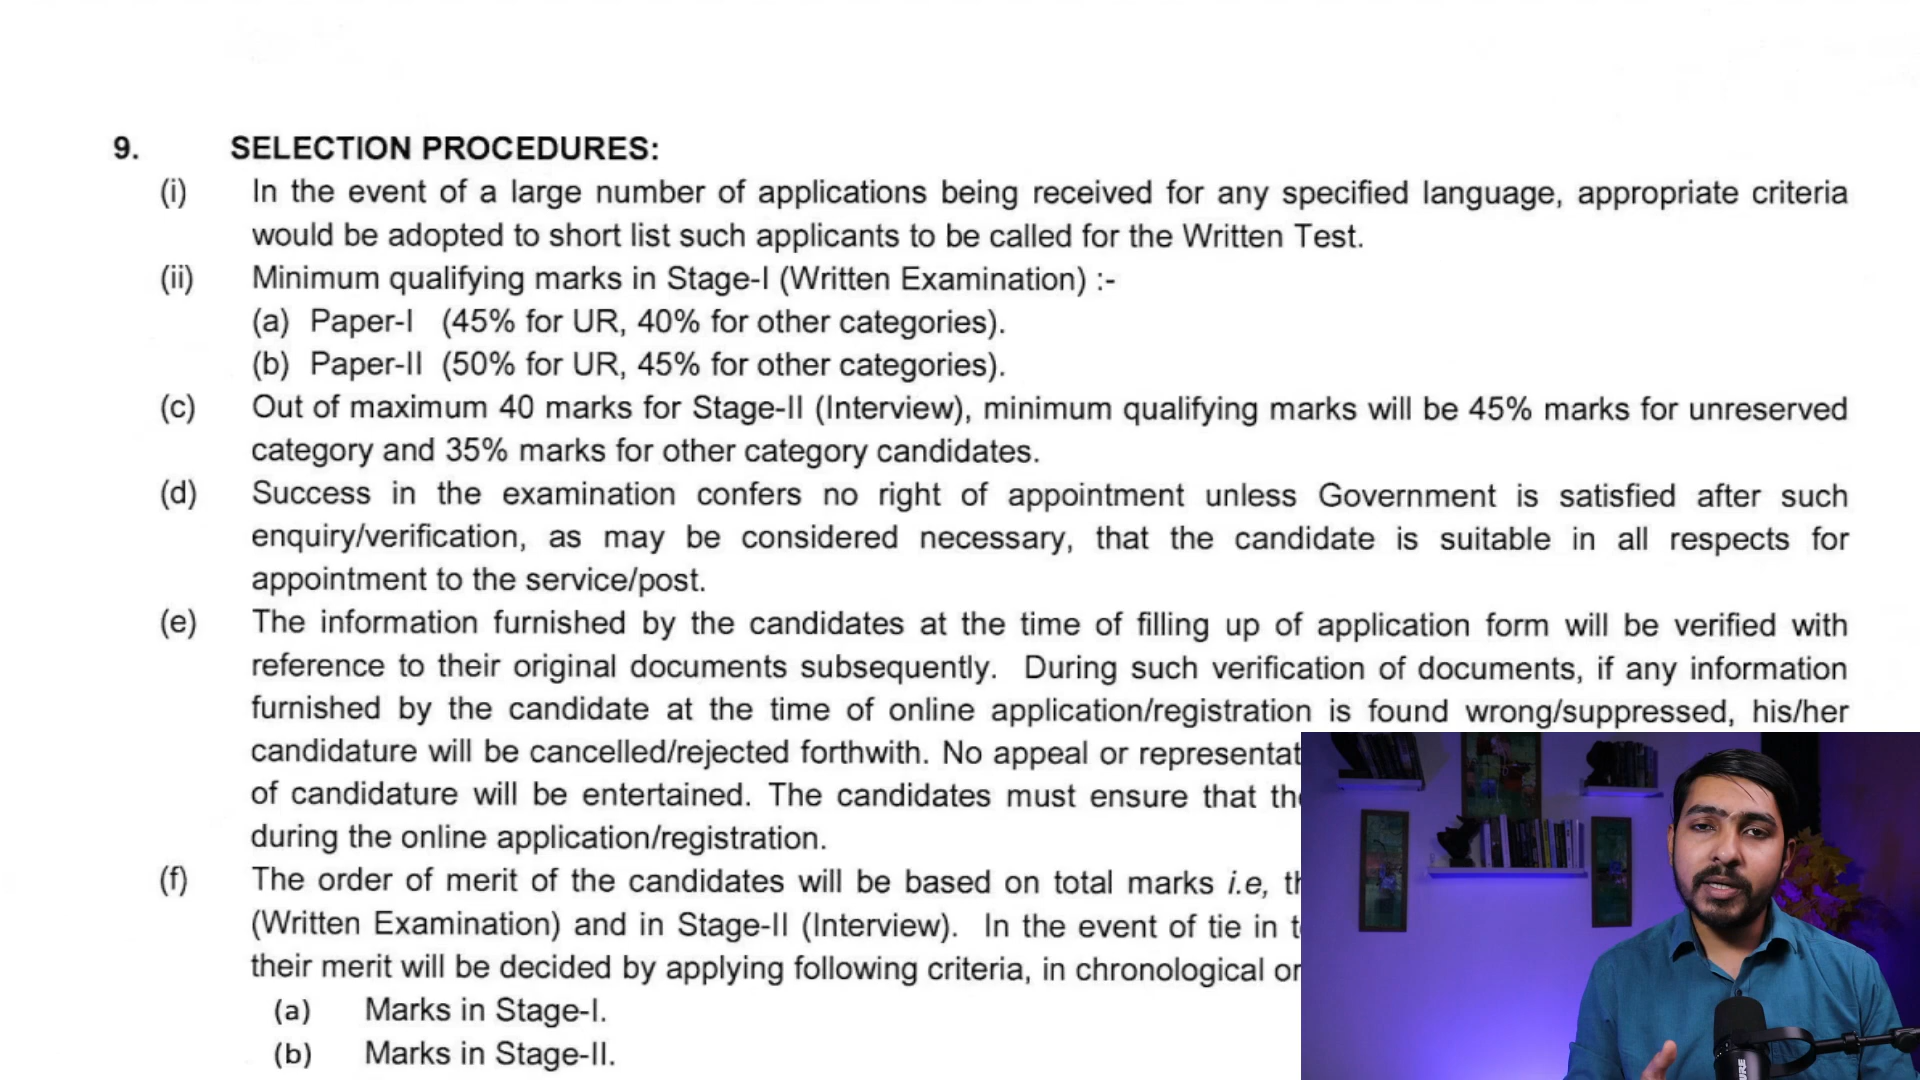 9. SELECTION PROCEDURES:
(i) In the event of a large number of applications being received for any specified language, appropriate criteria
would be adopted to short list such applicants to be called for the Written Test.
(ii) Minimum qualifying marks in Stage-I (Written Examination) :-
(a) Paper-I (45% for UR, 40% for other categories).
(b) Paper-II (50% for UR, 45% for other categories).
(c) Out of maximum 40 marks for Stage-II (Interview), minimum qualifying marks will be 45% marks for unreserved
category and 35% marks for other category candidates.
(d) Success in the examination confers no right of appointment unless Government is satisfied after such
enquiry/verification, as may be considered necessary, that the candidate is suitable in all respects for
appointment to the service/post.
(e) The information furnished by the candidates at the time of filling up of application form will be verified with
reference to their original documents subsequently. During such verification of documents, if any information
furnished by the candidate at the time of online application/registration is found wrong/suppressed, his/her
candidature will be cancelled/rejected forthwith. No appeal or representat
of candidature will be entertained. The candidates must ensure that
during the online application/registration.
(f) The order of merit of the candidates will be based on total marks i.e,
(Written Examination) and in Stage-II (Interview). In the event of tie in
their merit will be decided by applying following criteria, in chronological
(a) Marks in Stage-I.
(b) Marks in Stage-II.